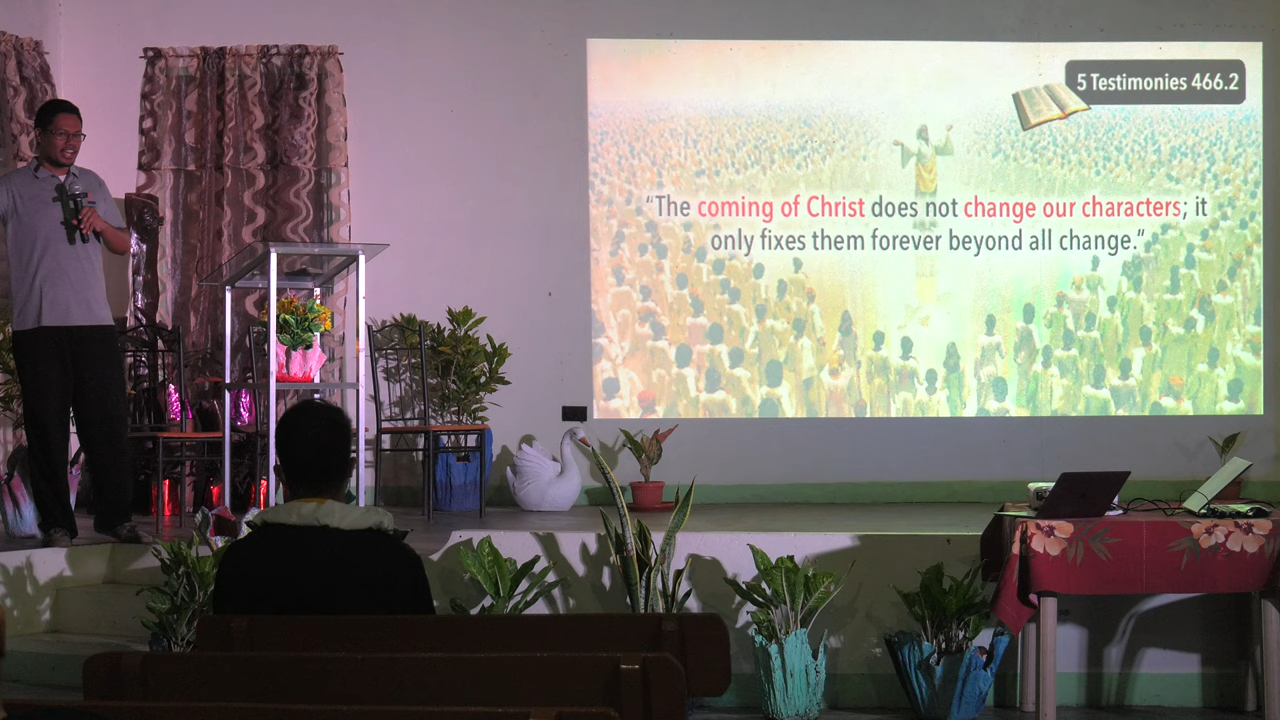 5 Testimonies 466.2
“The coming of Christ does not change our characters; it
only fixes them forever beyond all change.”